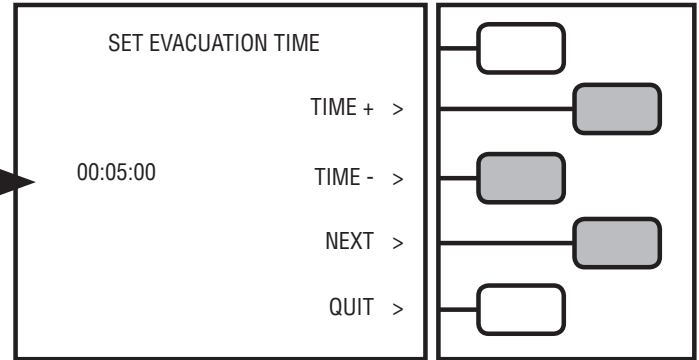 SET EVACUATION TIME
TIME + >
00:05:00 TIME - >
NEXT >
QUIT >